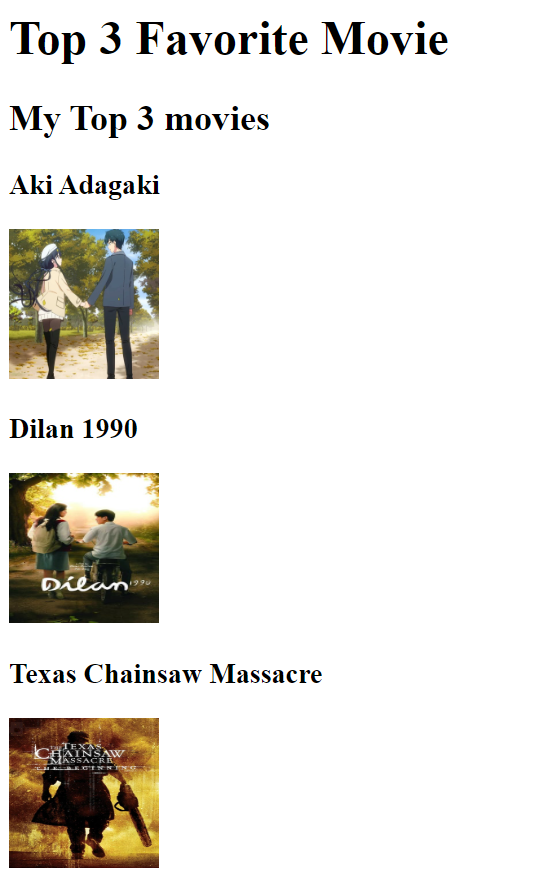 Top 3 Favorite Movie
My Top 3 movies
Aki Adagaki
Dilan 1990
Dilan 1990
Texas Chainsaw Massacre
THE TEXAS
CHAINSAW
MASSACRE
THE BEGINNING